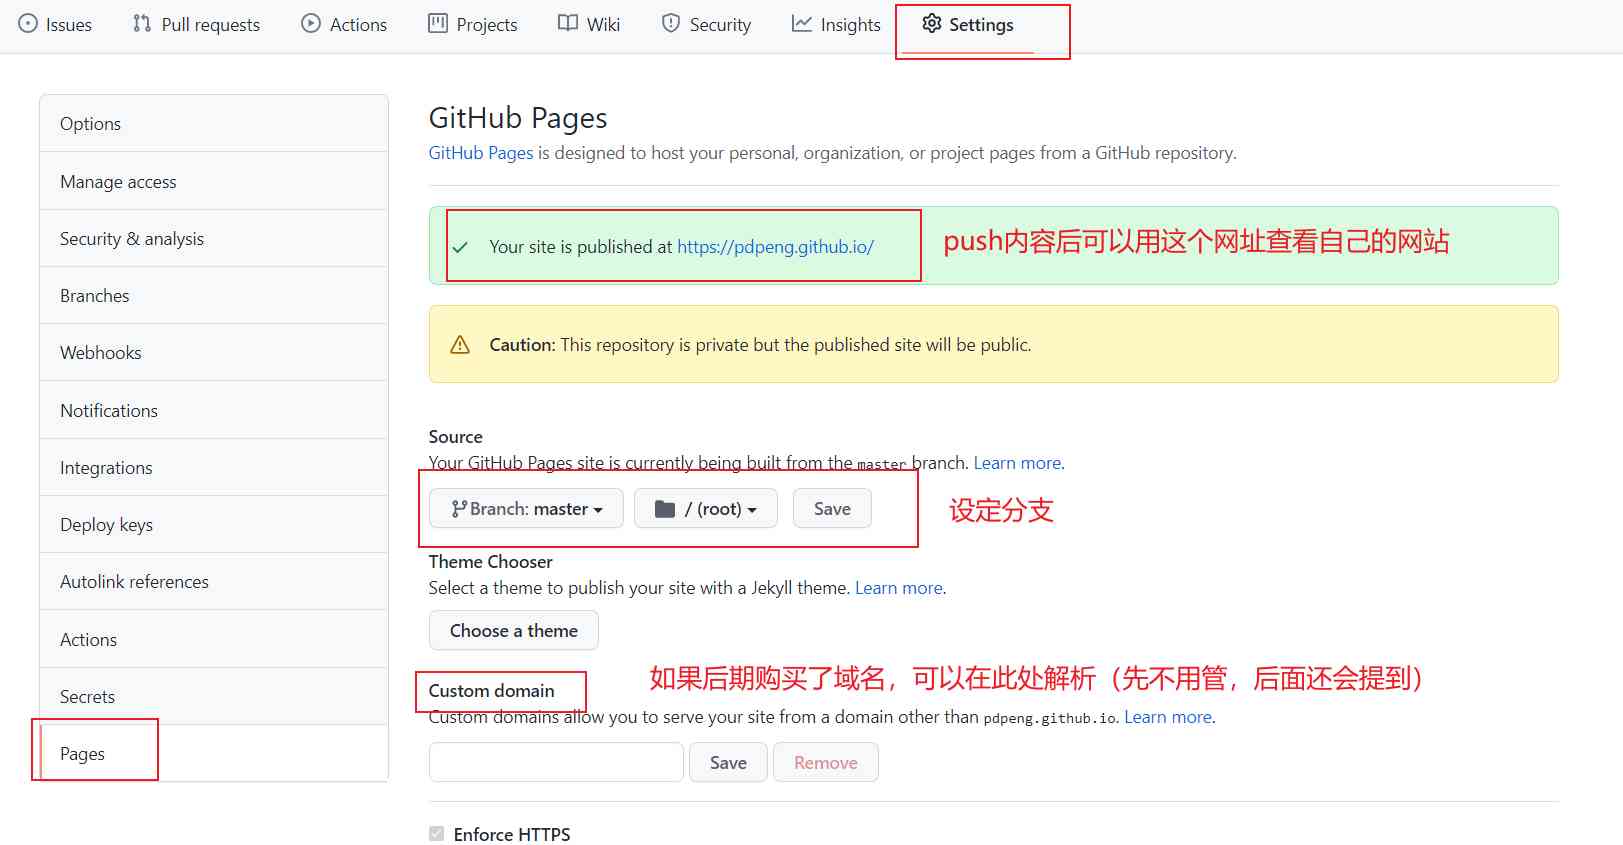 Issues Pull requests Actions Projects Wiki Security Insights Settings
Options
Manage access
Security & analysis
Branches
Webhooks
Notifications
Integrations
Deploy keys
Autolink references
Actions
Secrets
Pages
GitHub Pages
GitHub Pages is designed to host your personal, organization, or project pages from a GitHub repository.
Your site is published at https://pdpeng.github.io/
push内容后可以用这个网址查看自己的网站
Caution: This repository is private but the published site will be public.
Source
Your GitHub Pages site is currently being built from the master branch. Learn more.
Branch: master / (root) Save
设定分支
Theme Chooser
Select a theme to publish your site with a Jekyll theme. Learn more.
Choose a theme
如果后期购买了域名，可以在此处解析（先不用管，后面还会提到）
Custom domain
Custom domains allow you to serve your site from a domain other than pdpeng.github.io. Learn more.
Save Remove
Enforce HTTPS